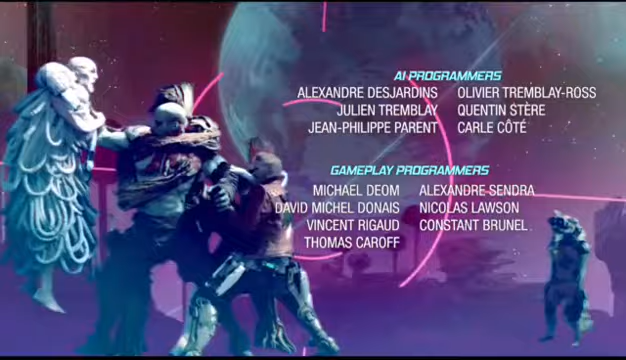 AI PROGRAMMERS
ALEXANDRE DESJARDINS OLIVIER TREMBLAY-ROSS
JULIEN TREMBLAY QUENTIN STÈRE
JEAN-PHILIPPE PARENT CARLE CÔTÉ
GAMEPLAY PROGRAMMERS
MICHAEL DEOM ALEXANDRE SENDRA
DAVID MICHEL DONAIS NICOLAS LAWSON
VINCENT RIGAUD CONSTANT BRUNEL
THOMAS CAROFF